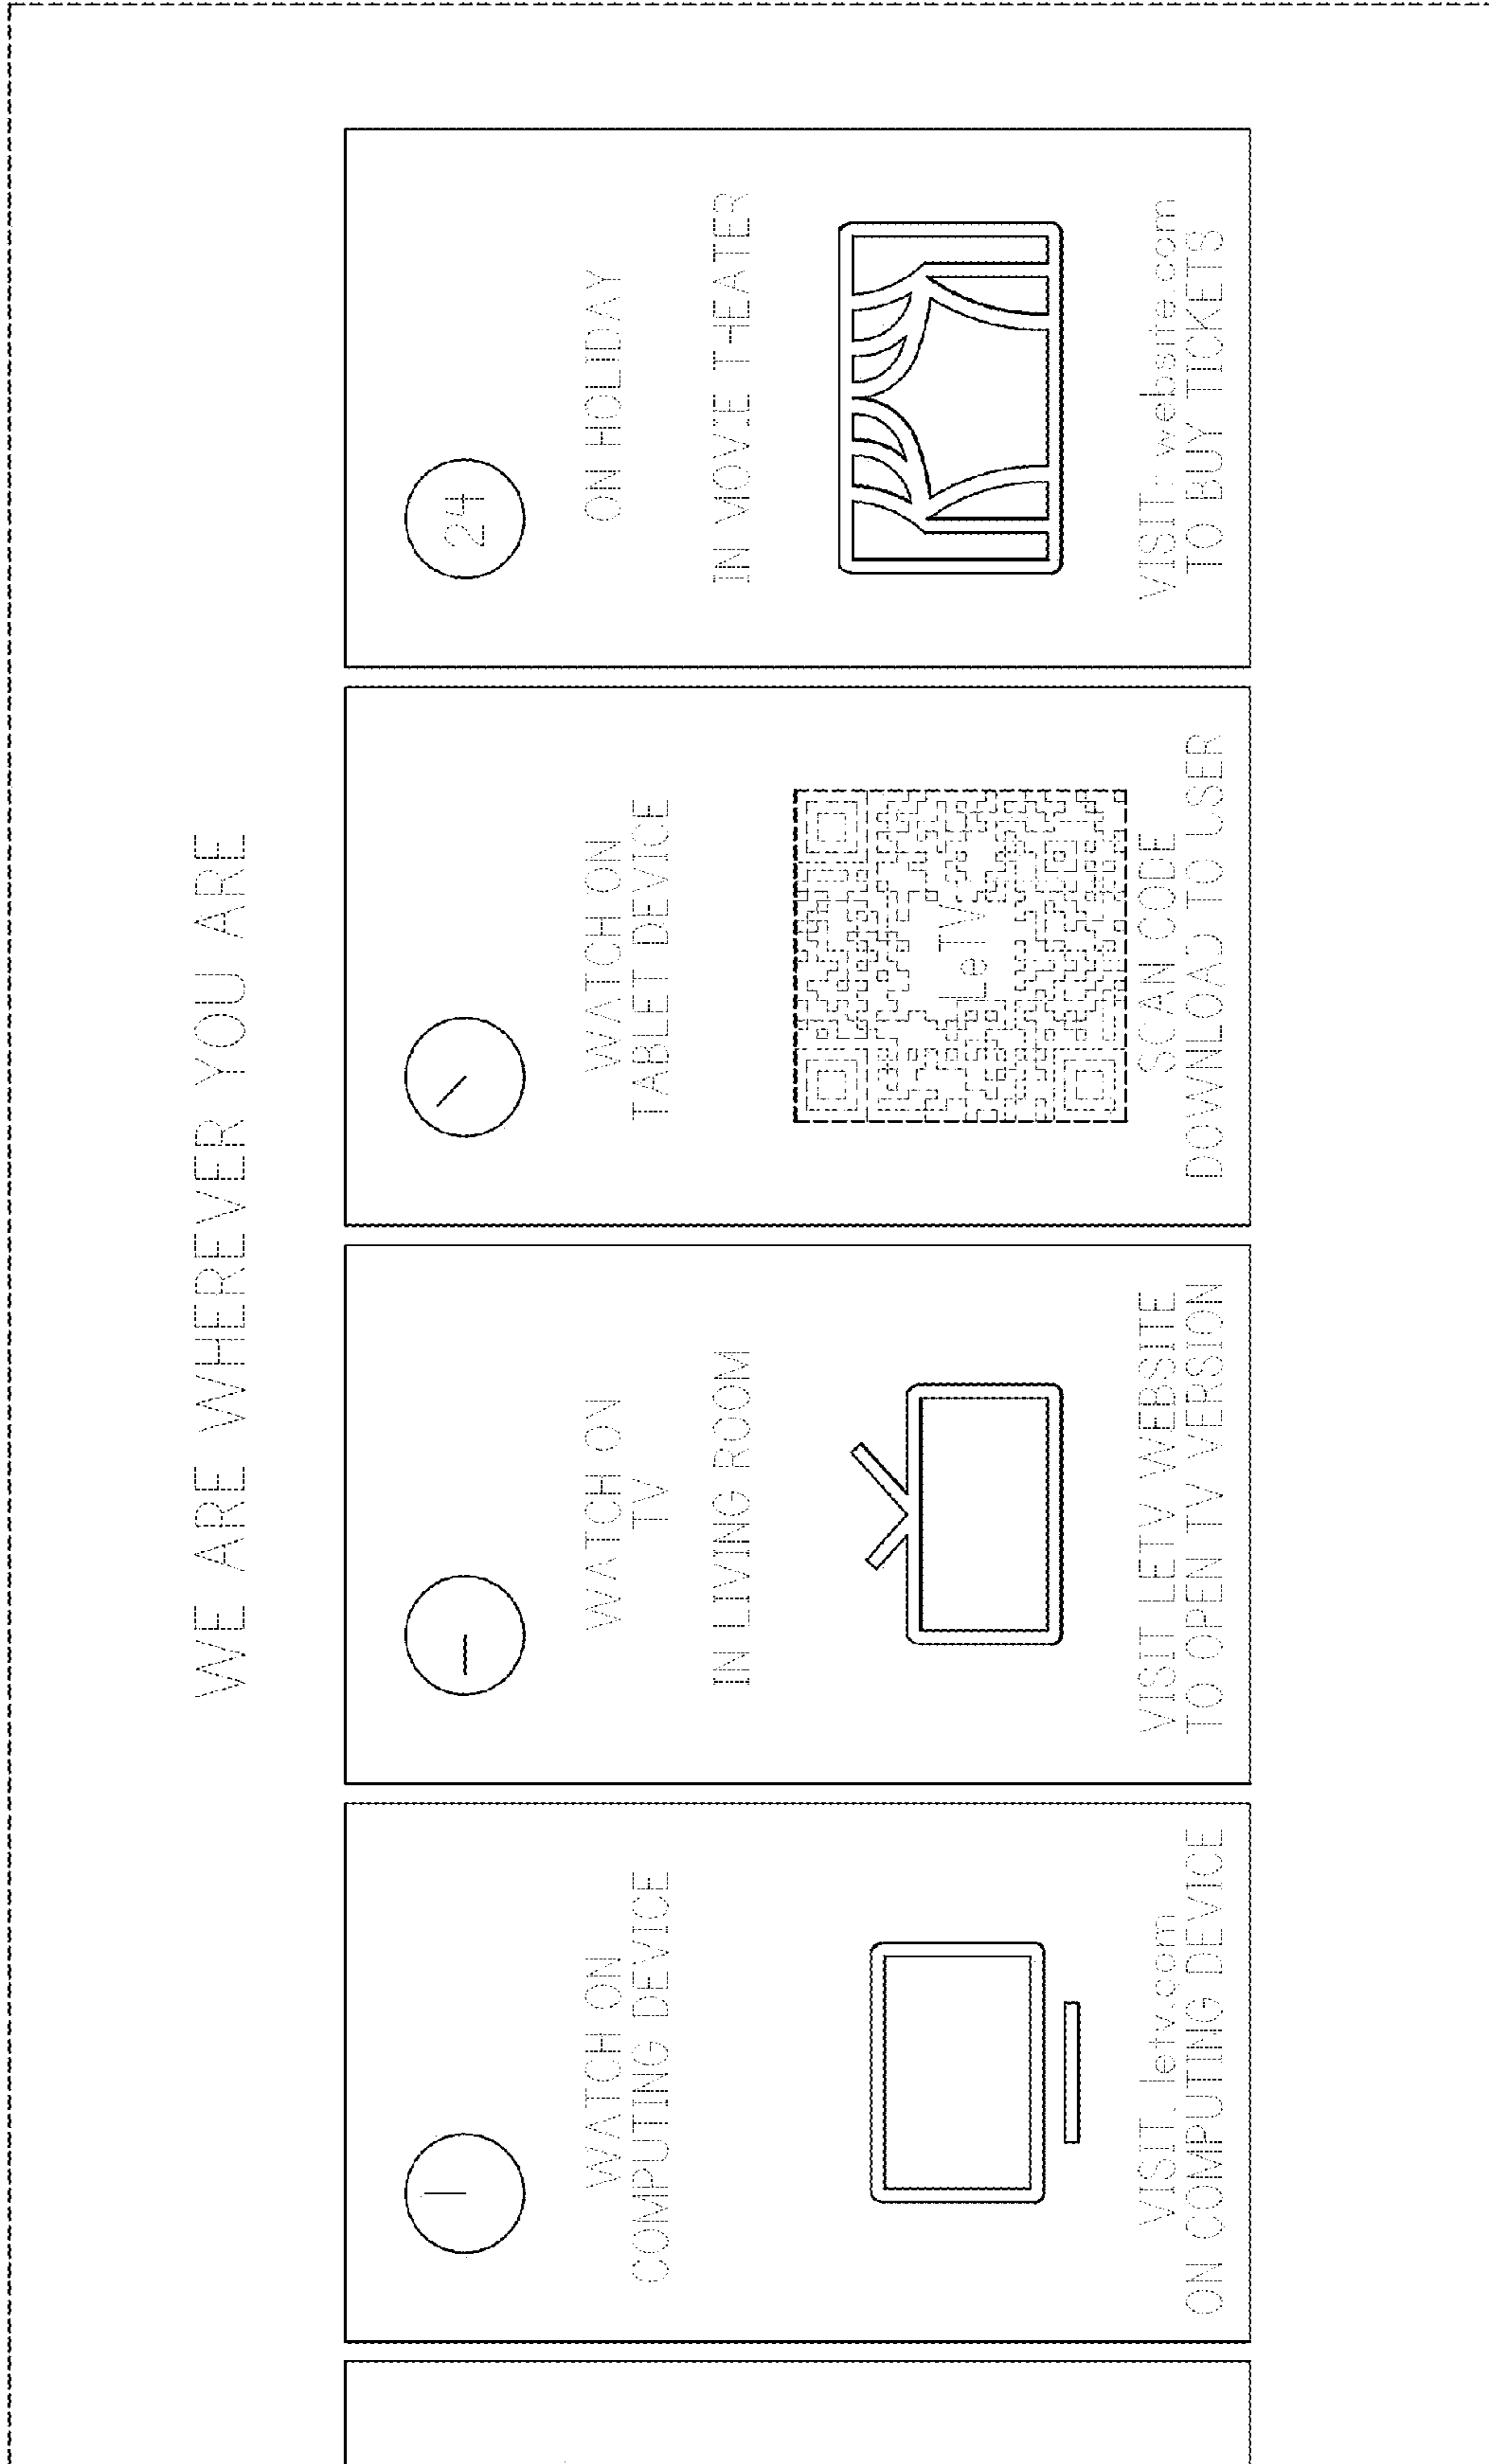 WE ARE WHEREVER YOU ARE
WATCH ON
COMPUTING DEVICE
VISIT: letv.com
ON COMPUTING DEVICE
WATCH ON
TV
IN LIVING ROOM
VISIT LETV WEBSITE
TO OPEN TV VERSION
WATCH ON
TABLET DEVICE
LeTV
SCAN CODE
DOWNLOAD TO USER
24
ON HOLIDAY
IN MOVIE THEATER
VISIT: website.com
TO BUY TICKETS